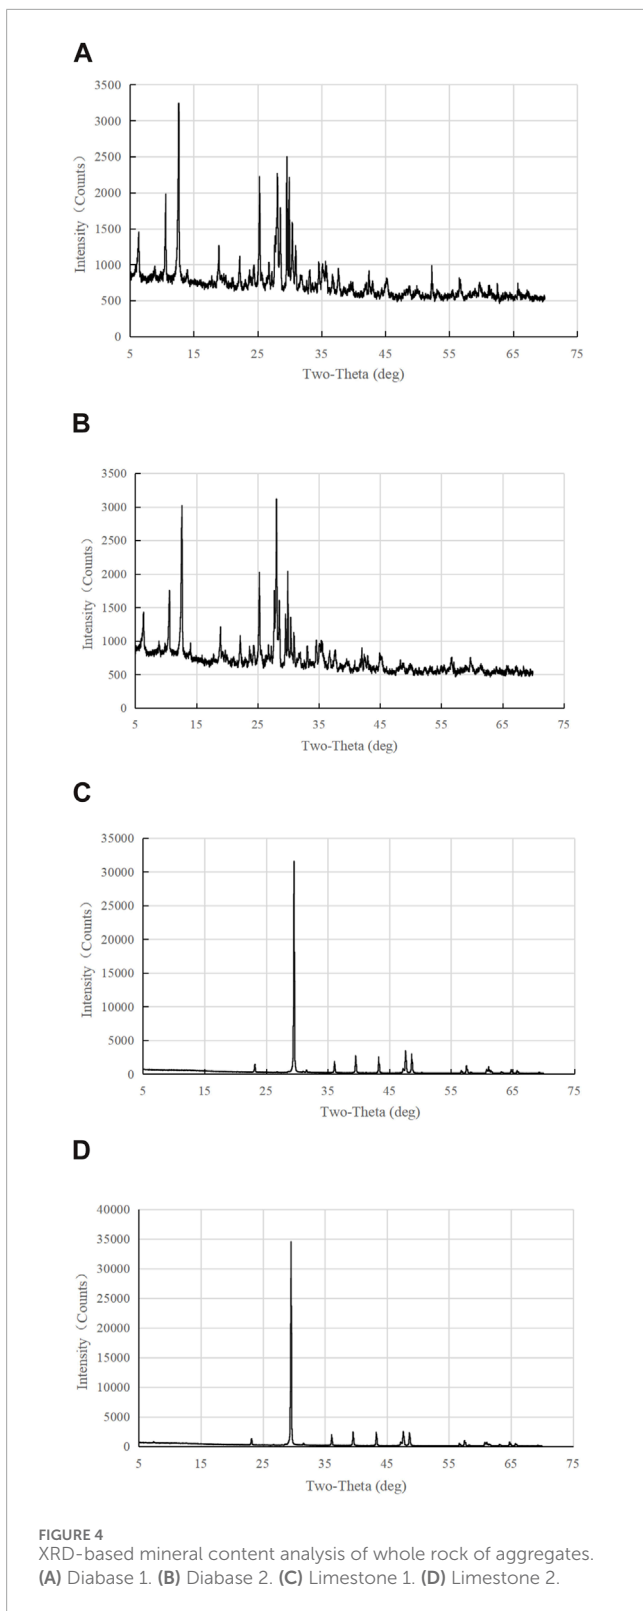 A
3500
3000
2500
2000
1500
1000
500
0
Intensity (Counts)
5 15 25 35 45 55 65 75
Two-Theta (deg)
B
3500
3000
2500
2000
1500
1000
500
0
Intensity (Counts)
5 15 25 35 45 55 65 75
Two-Theta (deg)
C
35000
30000
25000
20000
15000
10000
5000
0
Intensity (Counts)
5 15 25 35 45 55 65 75
Two-Theta (deg)
D
40000
35000
30000
25000
20000
15000
10000
5000
0
Intensity (Counts)
5 15 25 35 45 55 65 75
Two-Theta (deg)
FIGURE 4
XRD-based mineral content analysis of whole rock of aggregates.
(A) Diabase 1. (B) Diabase 2. (C) Limestone 1. (D) Limestone 2.